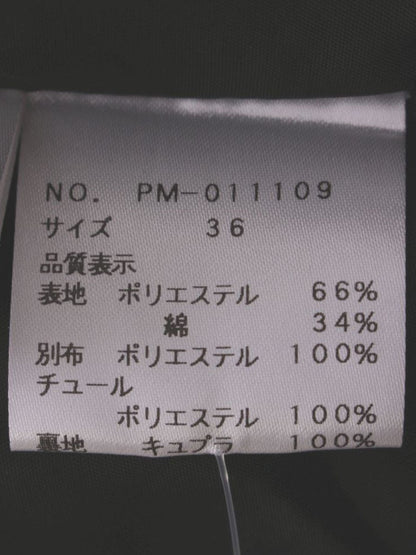 NO. PM-011109
サイズ 36
品質表示
表地 ポリエステル 66%
綿 34%
別布 ポリエステル 100%
チュール
ポリエステル 100%
裏地 キュプラ 100%